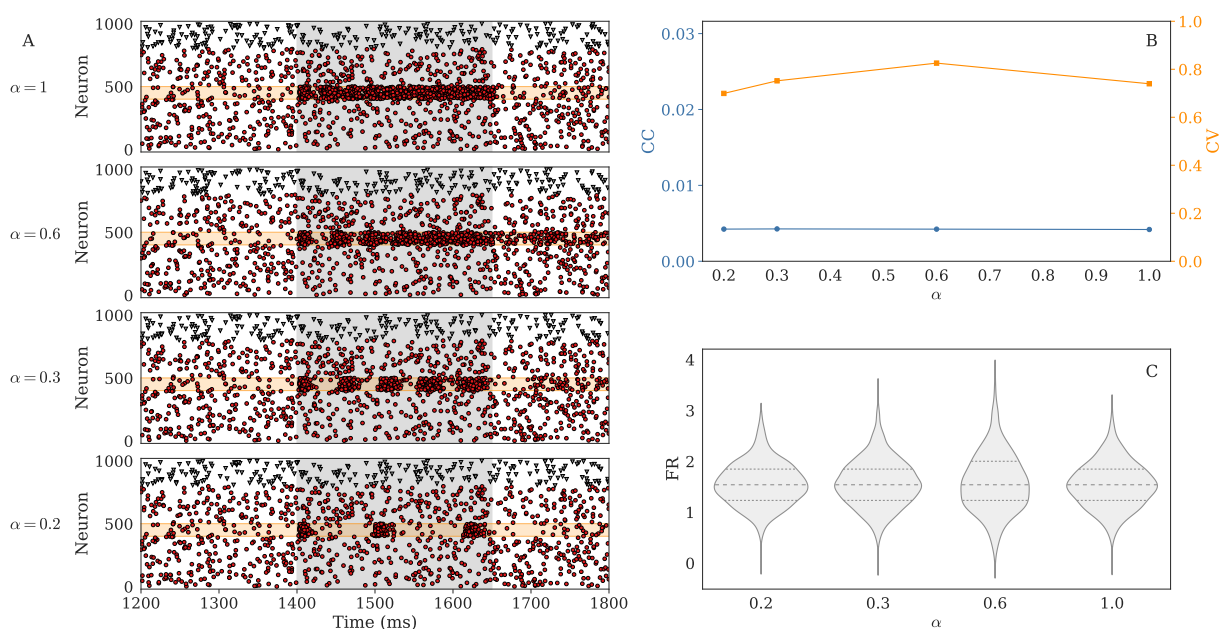 A
α = 1
Neuron
1000
500
0
α = 0.6
Neuron
1000
500
0
α = 0.3
Neuron
1000
500
0
α = 0.2
Neuron
1000
500
0
1200 1300 1400 1500 1600 1700 1800
Time (ms)
B
CC
0.03
0.02
0.01
0.00
CV
1.0
0.8
0.6
0.4
0.2
0.0
0.2 0.3 0.4 0.5 0.6 0.7 0.8 0.9 1.0
α
C
FR
4
3
2
1
0
0.2 0.3 0.6 1.0
α